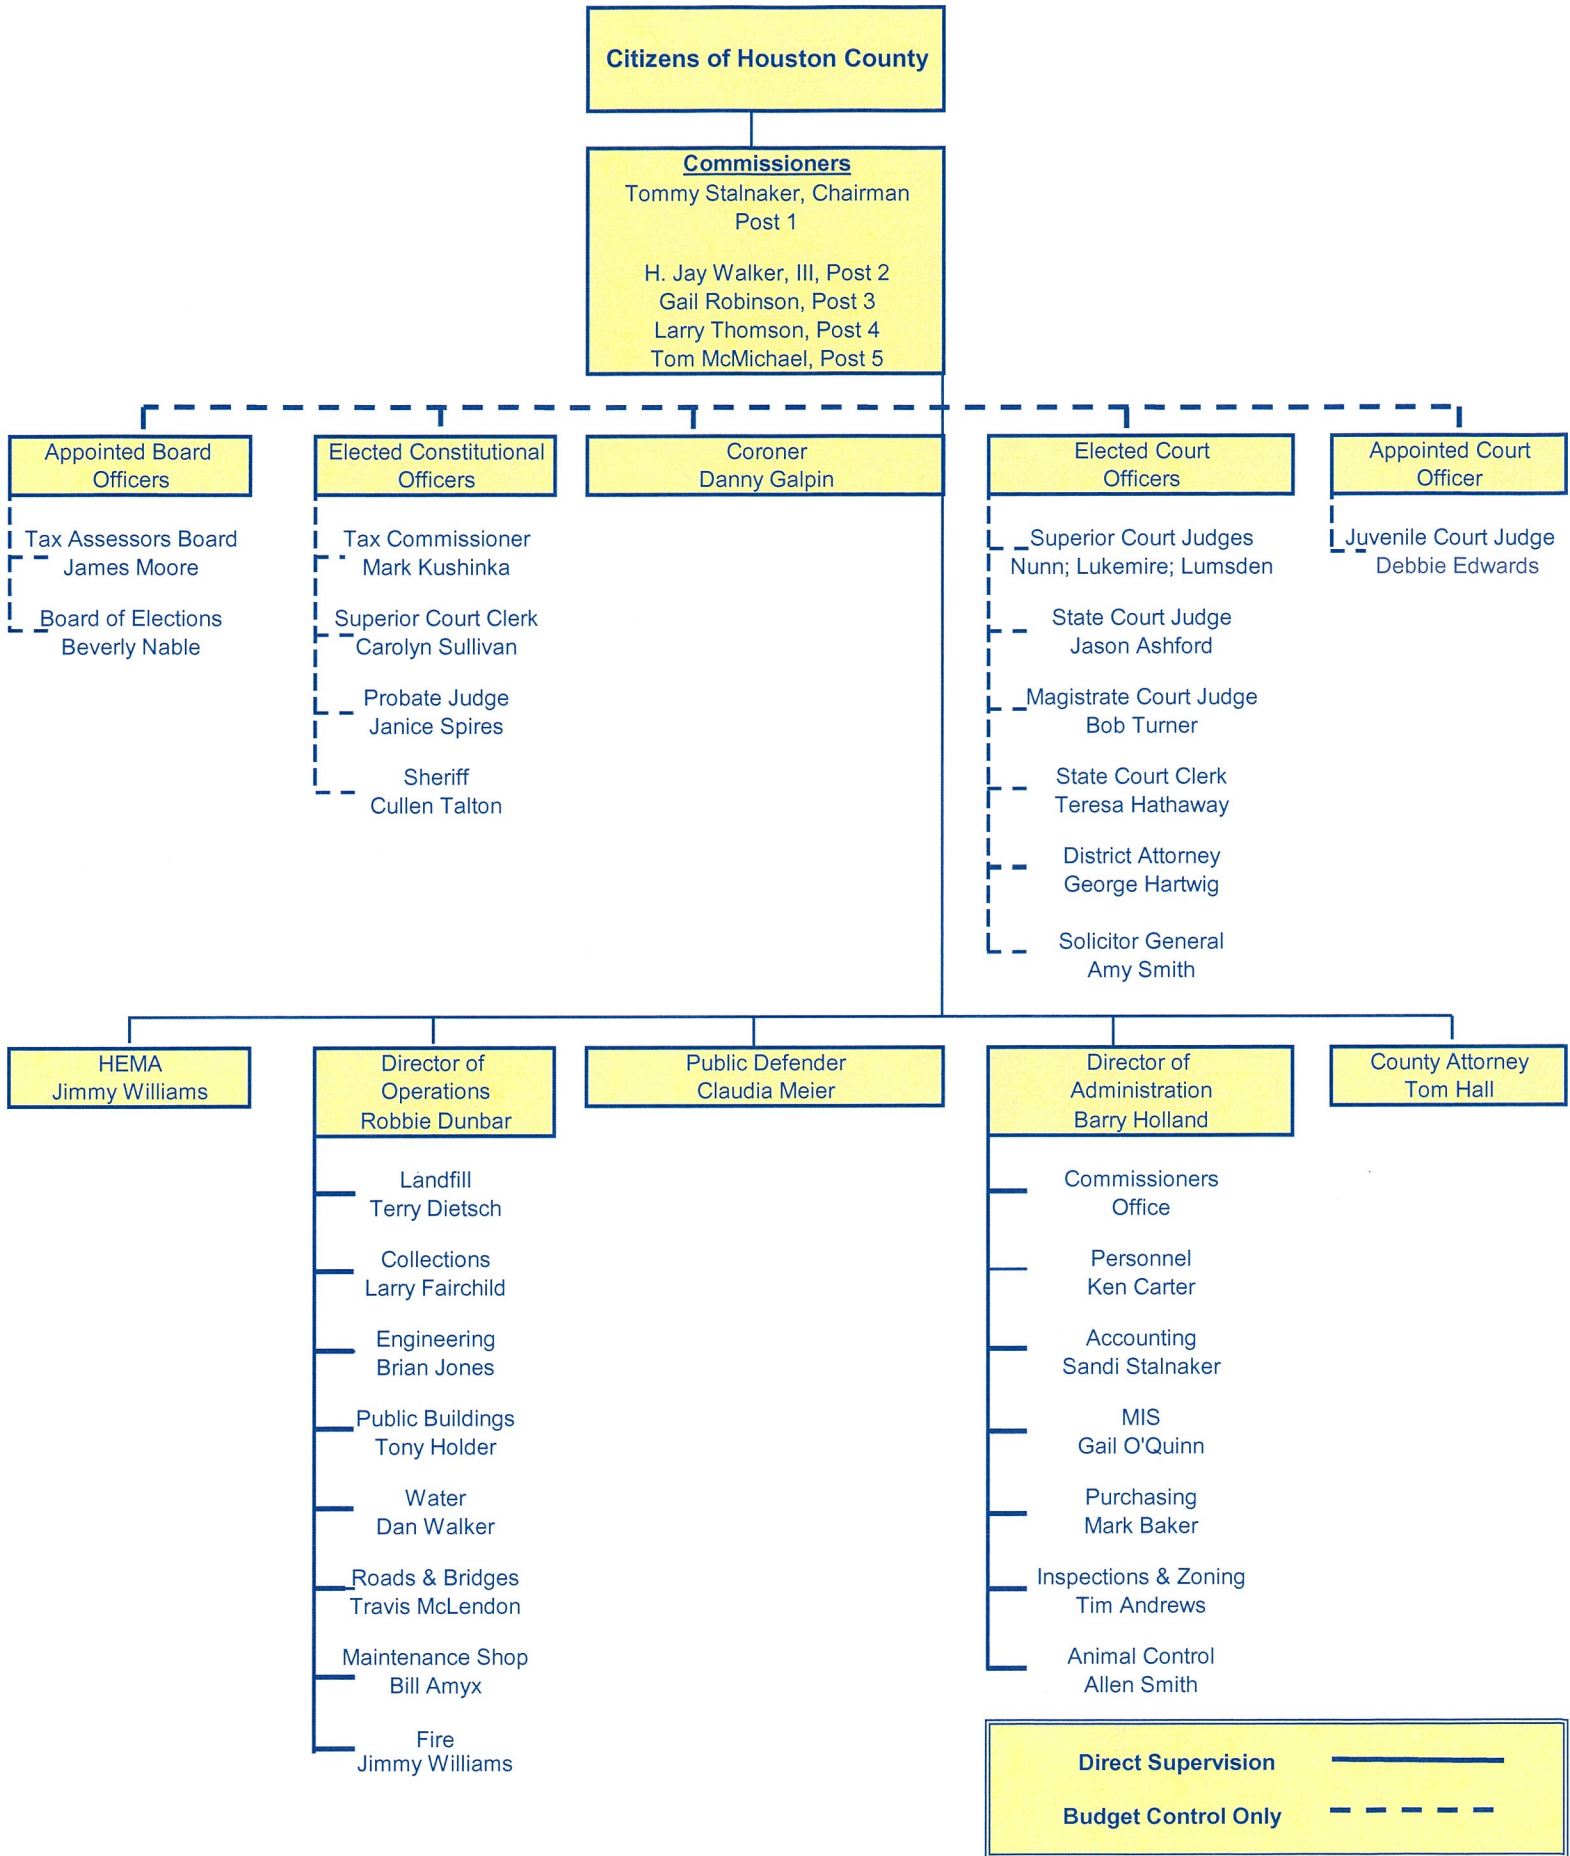 Citizens of Houston County
Commissioners
Tommy Stalnaker, Chairman
Post 1
H. Jay Walker, III, Post 2
Gail Robinson, Post 3
Larry Thomson, Post 4
Tom McMichael, Post 5
Appointed Board
Officers
Tax Assessors Board
James Moore
Board of Elections
Beverly Nable
Elected Constitutional
Officers
Tax Commissioner
Mark Kushinka
Superior Court Clerk
Carolyn Sullivan
Probate Judge
Janice Spires
Sheriff
Cullen Talton
Coroner
Danny Galpin
Elected Court
Officers
Superior Court Judges
Nunn; Lukemire; Lumsden
State Court Judge
Jason Ashford
Magistrate Court Judge
Bob Turner
State Court Clerk
Teresa Hathaway
District Attorney
George Hartwig
Solicitor General
Amy Smith
Appointed Court
Officer
Juvenile Court Judge
Debbie Edwards
HEMA
Jimmy Williams
Director of
Operations
Robbie Dunbar
Landfill
Terry Dietsch
Collections
Larry Fairchild
Engineering
Brian Jones
Public Buildings
Tony Holder
Water
Dan Walker
Roads & Bridges
Travis McLendon
Maintenance Shop
Bill Amyx
Fire
Jimmy Williams
Public Defender
Claudia Meier
Director of
Administration
Barry Holland
Commissioners
Office
Personnel
Ken Carter
Accounting
Sandi Stalnaker
MIS
Gail O'Quinn
Purchasing
Mark Baker
Inspections & Zoning
Tim Andrews
Animal Control
Allen Smith
County Attorney
Tom Hall
Direct Supervision
Budget Control Only